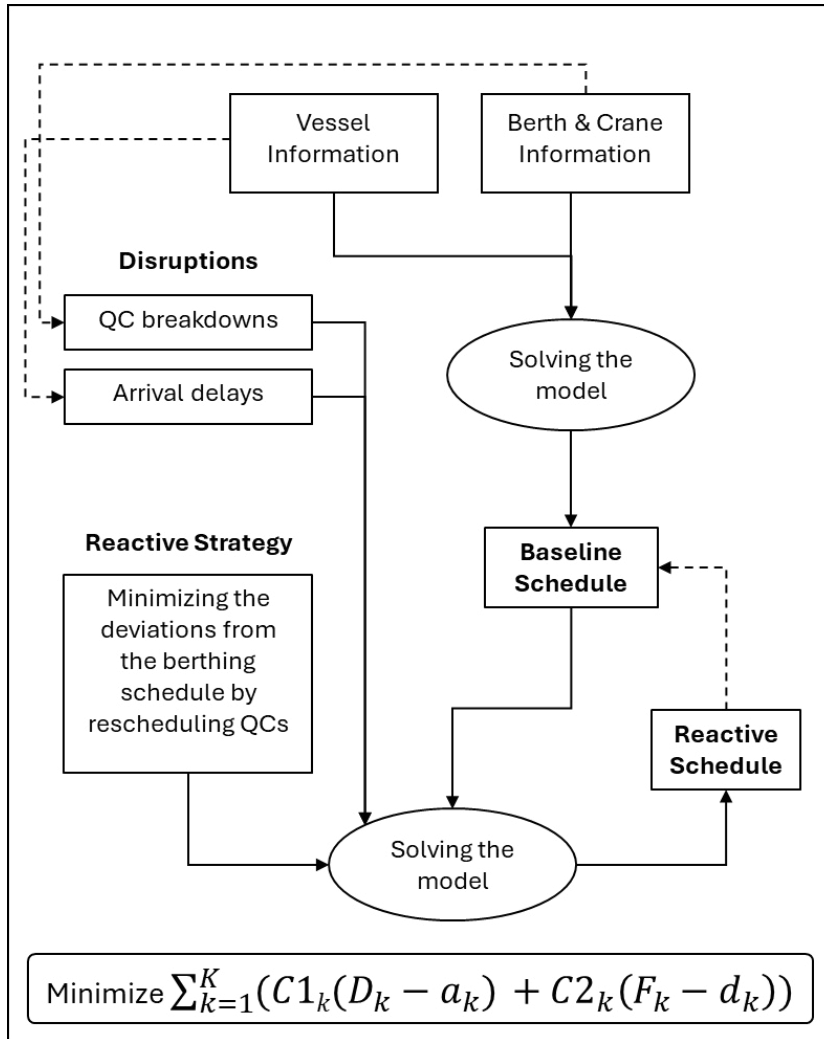 Vessel
Information
Berth & Crane
Information
Disruptions
QC breakdowns
Arrival delays
Solving the
model
Reactive Strategy
Minimizing the
deviations from
the berthing
schedule by
rescheduling QCs
Baseline
Schedule
Reactive
Schedule
Solving the
model
Minimize ∑_{k=1}^{K}(C1_k(D_k − a_k) + C2_k(F_k − d_k))